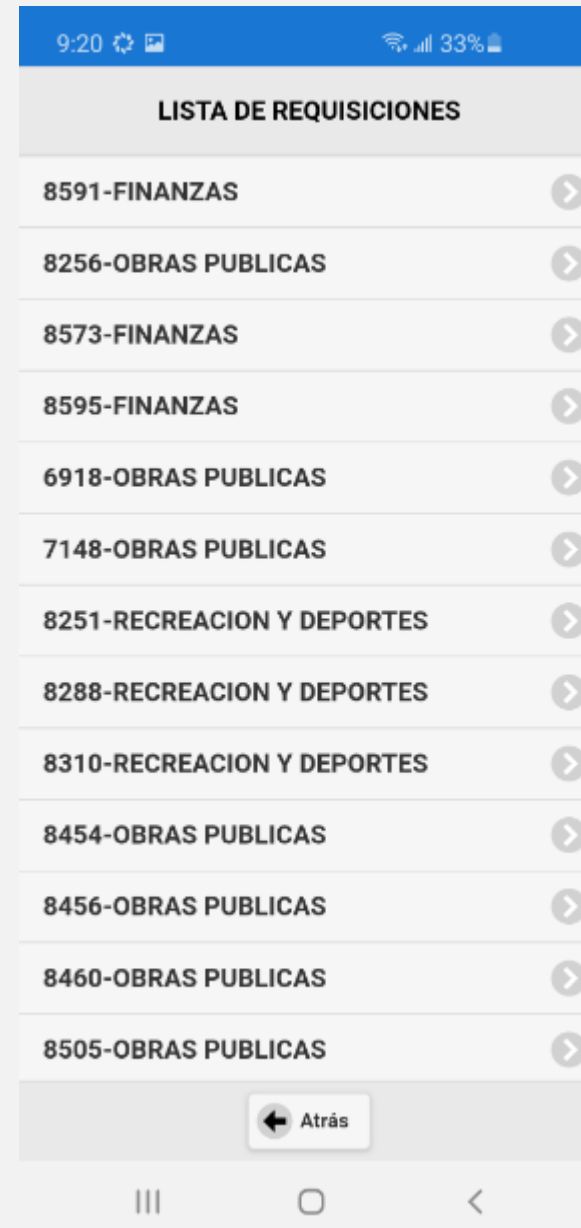 9:20 33%
LISTA DE REQUISICIONES
8591-FINANZAS
8256-OBRAS PUBLICAS
8573-FINANZAS
8595-FINANZAS
6918-OBRAS PUBLICAS
7148-OBRAS PUBLICAS
8251-RECREACION Y DEPORTES
8288-RECREACION Y DEPORTES
8310-RECREACION Y DEPORTES
8454-OBRAS PUBLICAS
8456-OBRAS PUBLICAS
8460-OBRAS PUBLICAS
8505-OBRAS PUBLICAS
Atrás